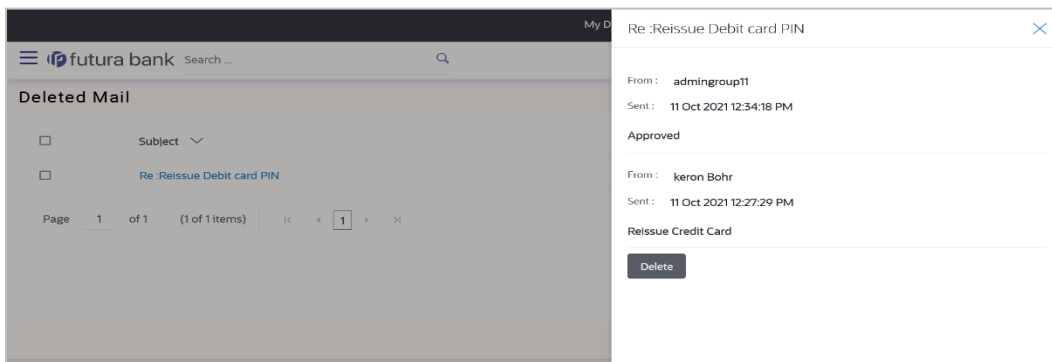 My D
futura bank Search ...
Deleted Mail
Subject
Re :Reissue Debit card PIN
Page 1 of 1 (1 of 1 items) 1
Re :Reissue Debit card PIN
From : admingroup11
Sent : 11 Oct 2021 12:34:18 PM
Approved
From : keron Bohr
Sent : 11 Oct 2021 12:27:29 PM
Reissue Credit Card
Delete